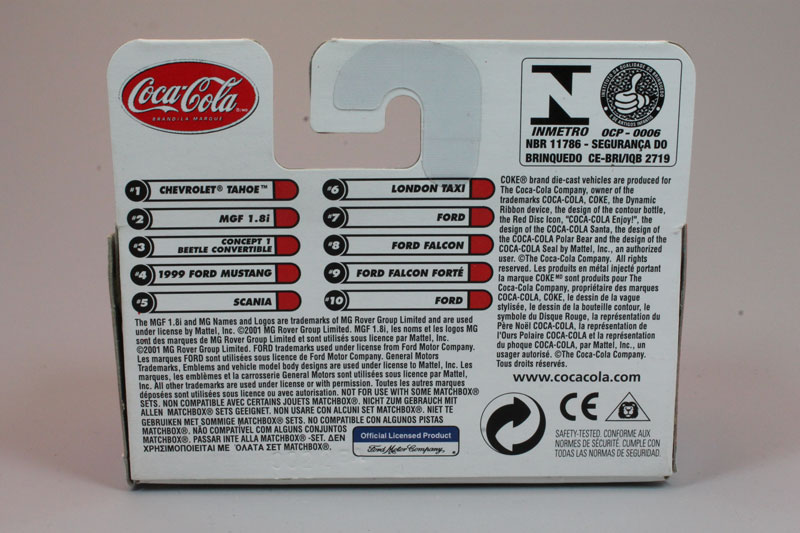 Coca-Cola
BRAND/LA MARQUE
INMETRO OCP - 0006
NBR 11786 - SEGURANÇA DO
BRINQUEDO CE-BRI/IQB 2719
#1 CHEVROLET® TAHOE™
#2 MGF 1.8i
#3 CONCEPT 1
BEETLE CONVERTIBLE
#4 1999 FORD MUSTANG
#5 SCANIA
#6 LONDON TAXI
#7 FORD
#8 FORD FALCON
#9 FORD FALCON FORTÉ
#10 FORD
COKE® brand die-cast vehicles are produced for
The Coca-Cola Company, owner of the
trademarks COCA-COLA, COKE, the Dynamic
Ribbon device, the design of the contour bottle,
the Red Disc Icon, "COCA-COLA Enjoy!", the
design of the COCA-COLA Santa, the design of
the COCA-COLA Polar Bear and the design of the
COCA-COLA Seal by Mattel, Inc., an authorized
user. ©The Coca-Cola Company. All rights
reserved. Les produits en métal injecté portant
la marque COKE MD sont produits pour The
Coca-Cola Company, propriétaire des marques
COCA-COLA, COKE, le dessin de la vague
stylisée, le dessin de la bouteille contour, le
symbole du Disque Rouge, la représentation du
Père Noël COCA-COLA, la représentation de
l'Ours Polaire COCA-COLA et la représentation
du phoque COCA-COLA par Mattel, Inc., un
usager autorisé. ©The Coca-Cola Company.
Tous droits réservés.
www.cocacola.com
The MGF 1.8i and MG Names and Logos are trademarks of MG Rover Group Limited and are used
under license by Mattel, Inc. ©2001 MG Rover Group Limited. MGF 1.8i, les noms et les logos MG
sont des marques de MG Rover Group Limited et sont utilisés sous licence par Mattel, Inc.
©2001 MG Rover Group Limited. FORD trademarks used under license from Ford Motor Company.
Les marques FORD sont utilisées sous licence de Ford Motor Company. General Motors
Trademarks, Emblems and vehicle model body designs are used under license to Mattel, Inc. Les
marques, les emblèmes et la carrosserie General Motors sont utilisés sous licence par Mattel,
Inc. All other trademarks are used under license or with permission. Toutes les autres marques
déposées sont utilisées sous licence ou avec autorisation. NOT FOR USE WITH SOME MATCHBOX®
SETS. NON COMPATIBLE AVEC CERTAINS JOUETS MATCHBOX®. NICHT ZUM GEBRAUCH MIT
ALLEN MATCHBOX® SETS GEEIGNET. NON USARE CON ALCUNI SET MATCHBOX®. NIET TE
GEBRUIKEN MET SOMMIGE MATCHBOX® SETS. NO COMPATIBLE CON ALGUNOS PISTAS
MATCHBOX®. NÃO COMPATÍVEL COM ALGUNS CONJUNTOS
MATCHBOX®. PASSAR INTE ALLA MATCHBOX® -SET. ΔΕΝ
ΧΡΗΣΙΜΟΠΟΙΕΙΤΑΙ ΜΕ ΌΛΑΤΑ ΣΕΤ MATCHBOX®.
Official Licensed Product
Ford Motor Company,
CE
SAFETY-TESTED. CONFORME AUX
NORMES DE SÉCURITÉ. CUMPLE CON
TODAS LAS NORMAS DE SEGURIDAD.